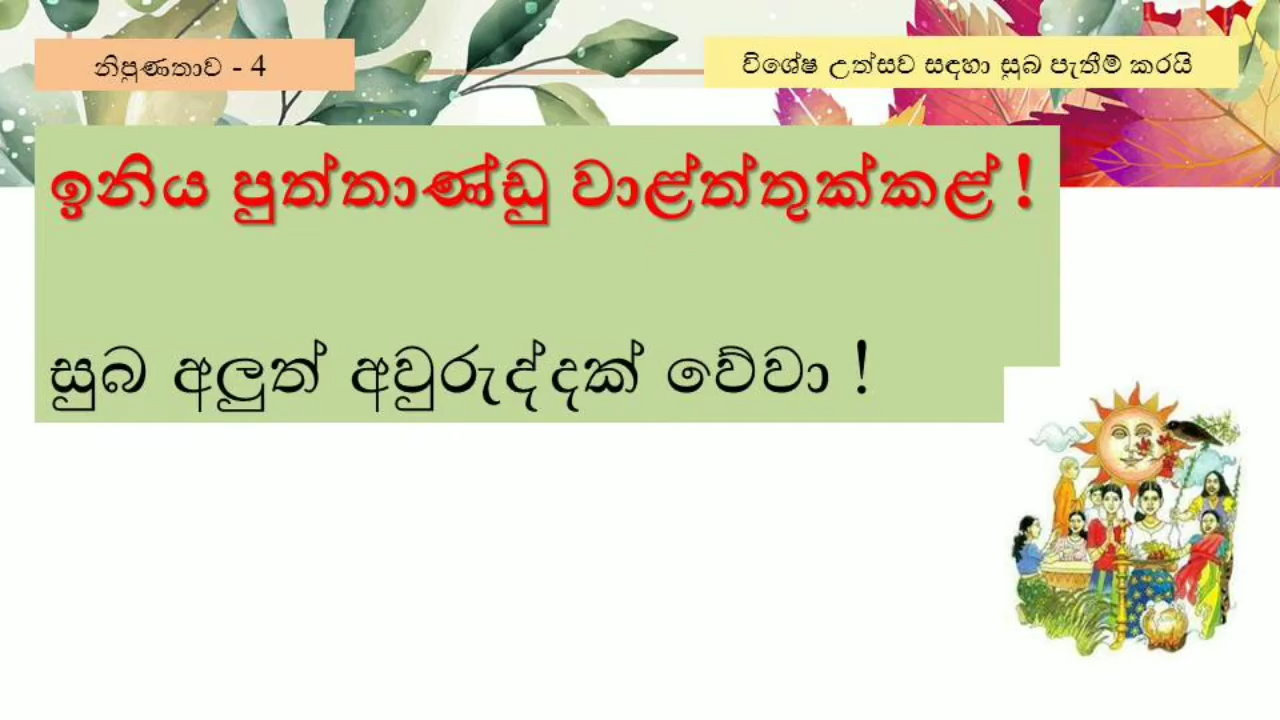 නිපුණතාව - 4
විශේෂ උත්සව සඳහා සුබ පැතීම් කරයි
ඉනිය පුත්තාණ්ඩු වාළ්ත්තුක්කළ් !
සුබ අලුත් අවුරුද්දක් වේවා !